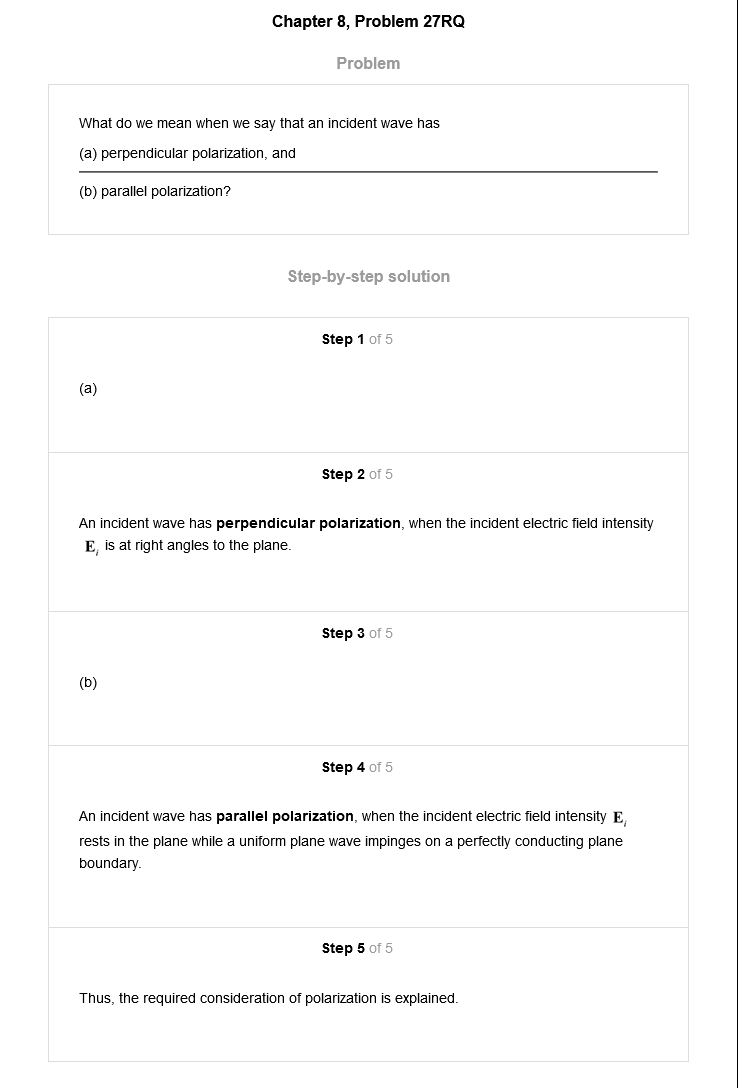 Chapter 8, Problem 27RQ
Problem
What do we mean when we say that an incident wave has
(a) perpendicular polarization, and
(b) parallel polarization?
Step-by-step solution
Step 1 of 5
(a)
Step 2 of 5
An incident wave has perpendicular polarization, when the incident electric field intensity
E_i is at right angles to the plane.
Step 3 of 5
(b)
Step 4 of 5
An incident wave has parallel polarization, when the incident electric field intensity E_i
rests in the plane while a uniform plane wave impinges on a perfectly conducting plane
boundary.
Step 5 of 5
Thus, the required consideration of polarization is explained.